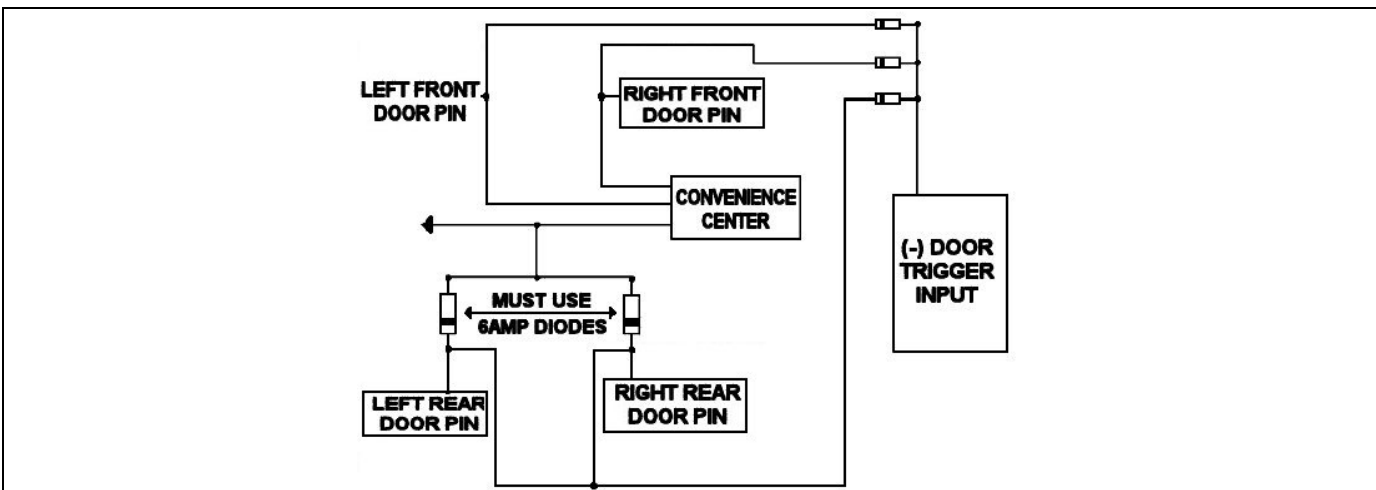 LEFT FRONT
DOOR PIN
RIGHT FRONT
DOOR PIN
CONVENIENCE
CENTER
(-) DOOR
TRIGGER
INPUT
MUST USE
6AMP DIODES
LEFT REAR
DOOR PIN
RIGHT REAR
DOOR PIN